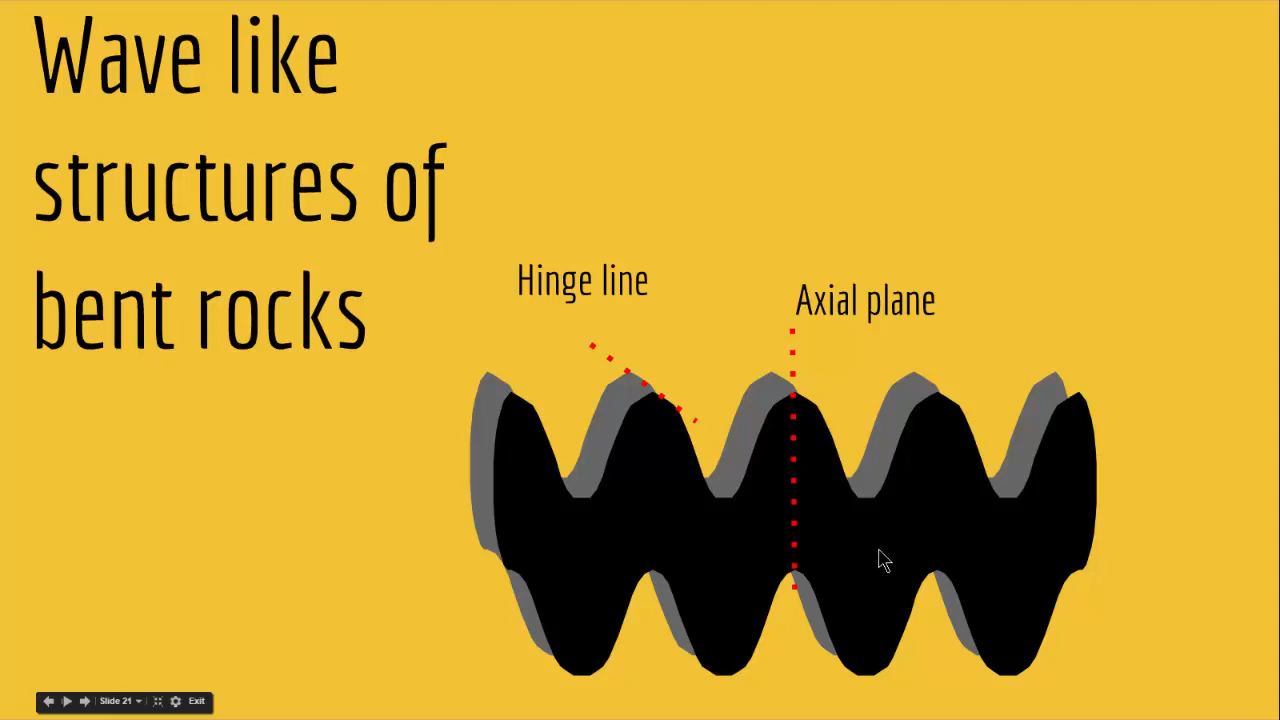 Wave like
structures of
bent rocks
Hinge line
Axial plane
Slide 21
Exit